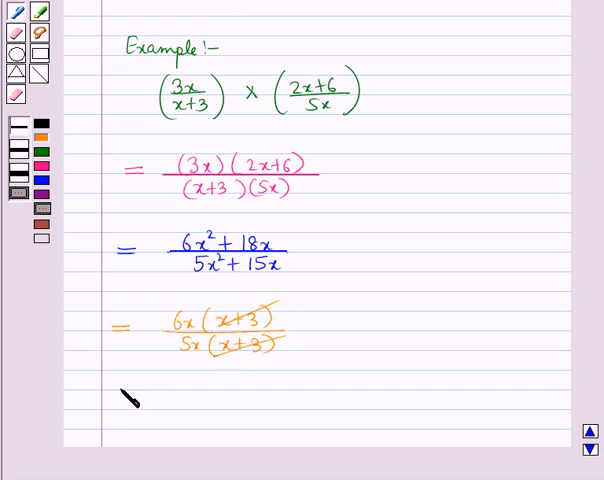 Example :-
(3x/x+3) × (2x+6/5x)
= (3x)(2x+6)/(x+3)(5x)
= 6x²+18x/5x²+15x
= 6x(x+3)/5x(x+3)